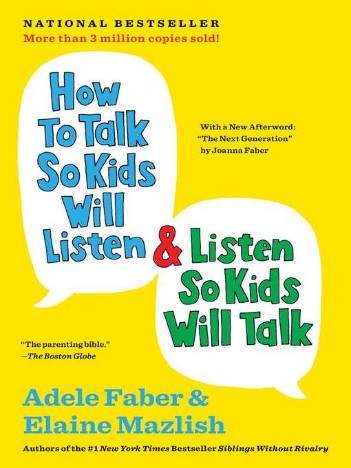 NATIONAL BESTSELLER
More than 3 million copies sold!
How
To Talk
So Kids
Will
Listen
&
Listen
So Kids
Will Talk
With a New Afterword:
"The Next Generation"
by Joanna Faber
"The parenting bible."
—The Boston Globe
Adele Faber &
Elaine Mazlish
Authors of the #1 New York Times Bestseller Siblings Without Rivalry